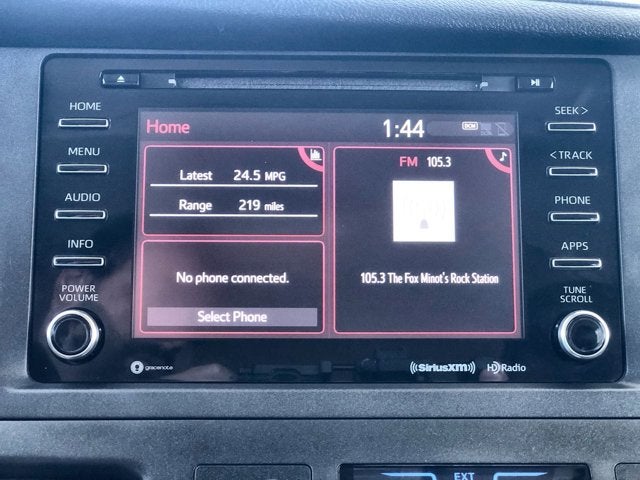 HOME
MENU
AUDIO
INFO
POWER
VOLUME
Home
1:44
DCM
Latest 24.5 MPG
Range 219 miles
No phone connected.
Select Phone
FM 105.3
105.3 The Fox Minot's Rock Station
SEEK >
< TRACK
PHONE
APPS
TUNE
SCROLL
gracenote
((SiriusXM))
HD Radio
EXT